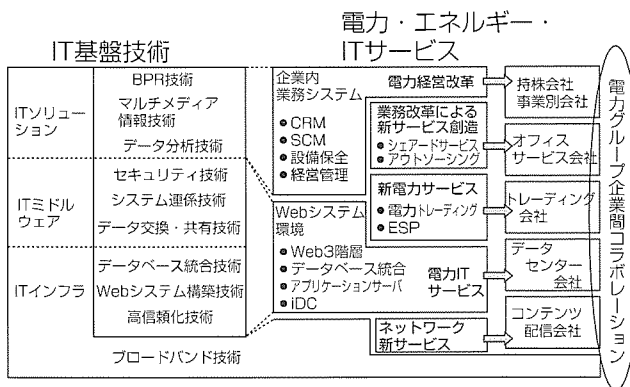 電力・エネルギー・
ITサービス
IT基盤技術
ITソリュー
ション
BPR技術
マルチメディア
情報技術
データ分析技術
ITミドル
ウェア
セキュリティ技術
システム連係技術
データ交換・共有技術
ITインフラ
データベース統合技術
Webシステム構築技術
高信頼化技術
ブロードバンド技術
企業内
業務システム
● CRM
● SCM
● 設備保全
● 経営管理
Webシステム
環境
● Web3階層
● データベース統合
● アプリケーションサーバ
● iDC
電力経営改革
業務改革による
新サービス創造
● シェアードサービス
● アウトソーシング
新電力サービス
● 電力トレーディング
● ESP
電力IT
サービス
ネットワーク
新サービス
持株会社
事業別会社
オフィス
サービス会社
トレーディング
会社
データ
センター
会社
コンテンツ
配信会社
電力グループ企業間コラボレーション